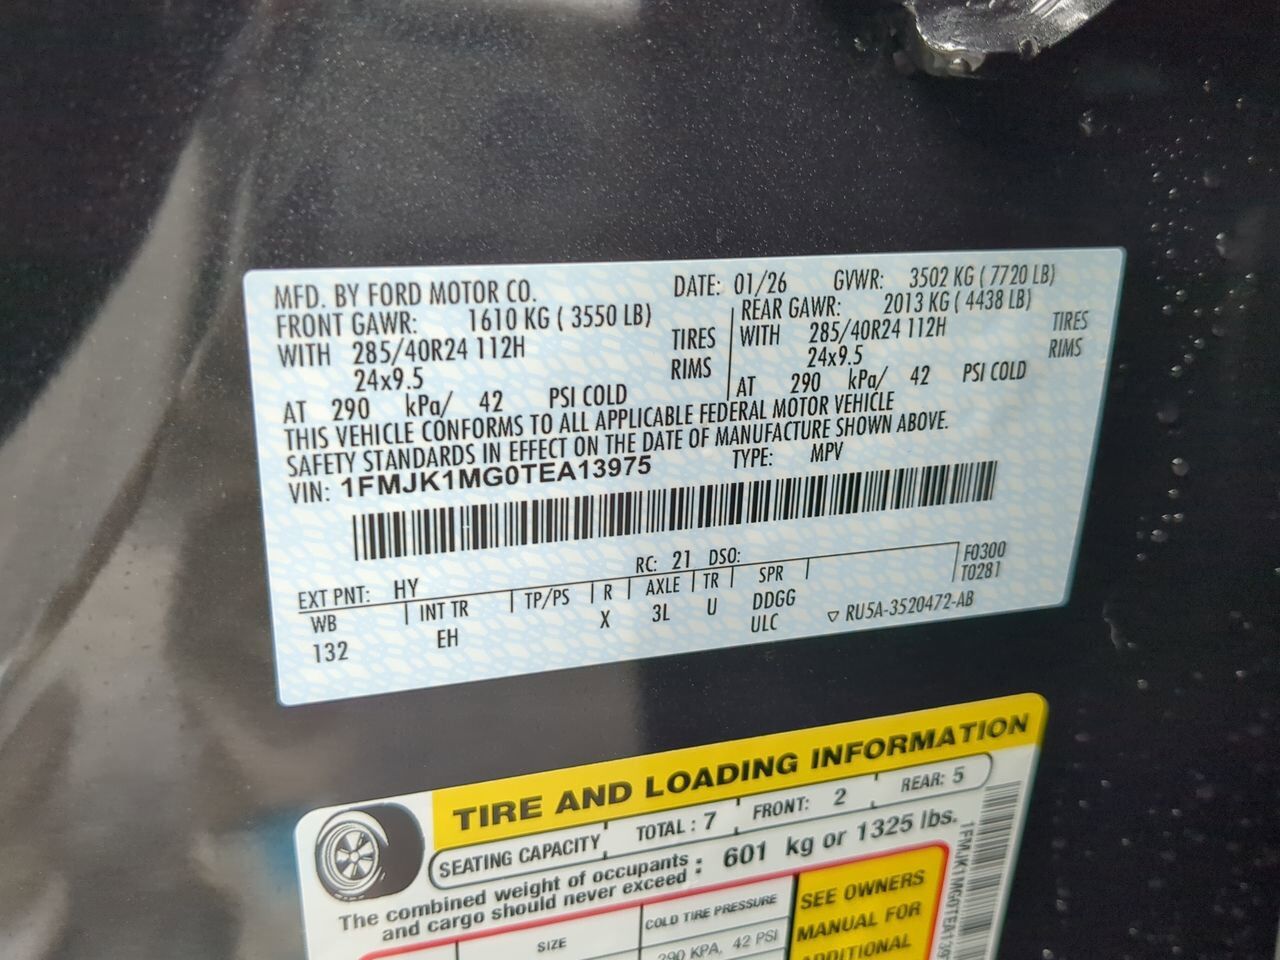 MFD. BY FORD MOTOR CO. DATE: 01/26 GVWR: 3502 KG ( 7720 LB)
FRONT GAWR: 1610 KG ( 3550 LB) REAR GAWR: 2013 KG ( 4438 LB)
WITH 285/40R24 112H TIRES WITH 285/40R24 112H TIRES
24x9.5 RIMS 24x9.5 RIMS
AT 290 kPa/ 42 PSI COLD AT 290 kPa/ 42 PSI COLD
THIS VEHICLE CONFORMS TO ALL APPLICABLE FEDERAL MOTOR VEHICLE
SAFETY STANDARDS IN EFFECT ON THE DATE OF MANUFACTURE SHOWN ABOVE.
VIN: 1FMJK1MG0TEA13975 TYPE: MPV
EXT PNT: HY RC: 21 DSO: F0300
WB INT TR TP/PS R AXLE TR SPR T0281
132 EH X 3L U DDGG ▽ RU5A-3520472-AB
ULC
TIRE AND LOADING INFORMATION
SEATING CAPACITY TOTAL : 7 FRONT: 2 REAR: 5
The combined weight of occupants : 601 kg or 1325 lbs.
and cargo should never exceed :
SIZE COLD TIRE PRESSURE SEE OWNERS
290 KPA, 42 PSI MANUAL FOR
ADDITIONAL
1FMJK1MG0TEA139